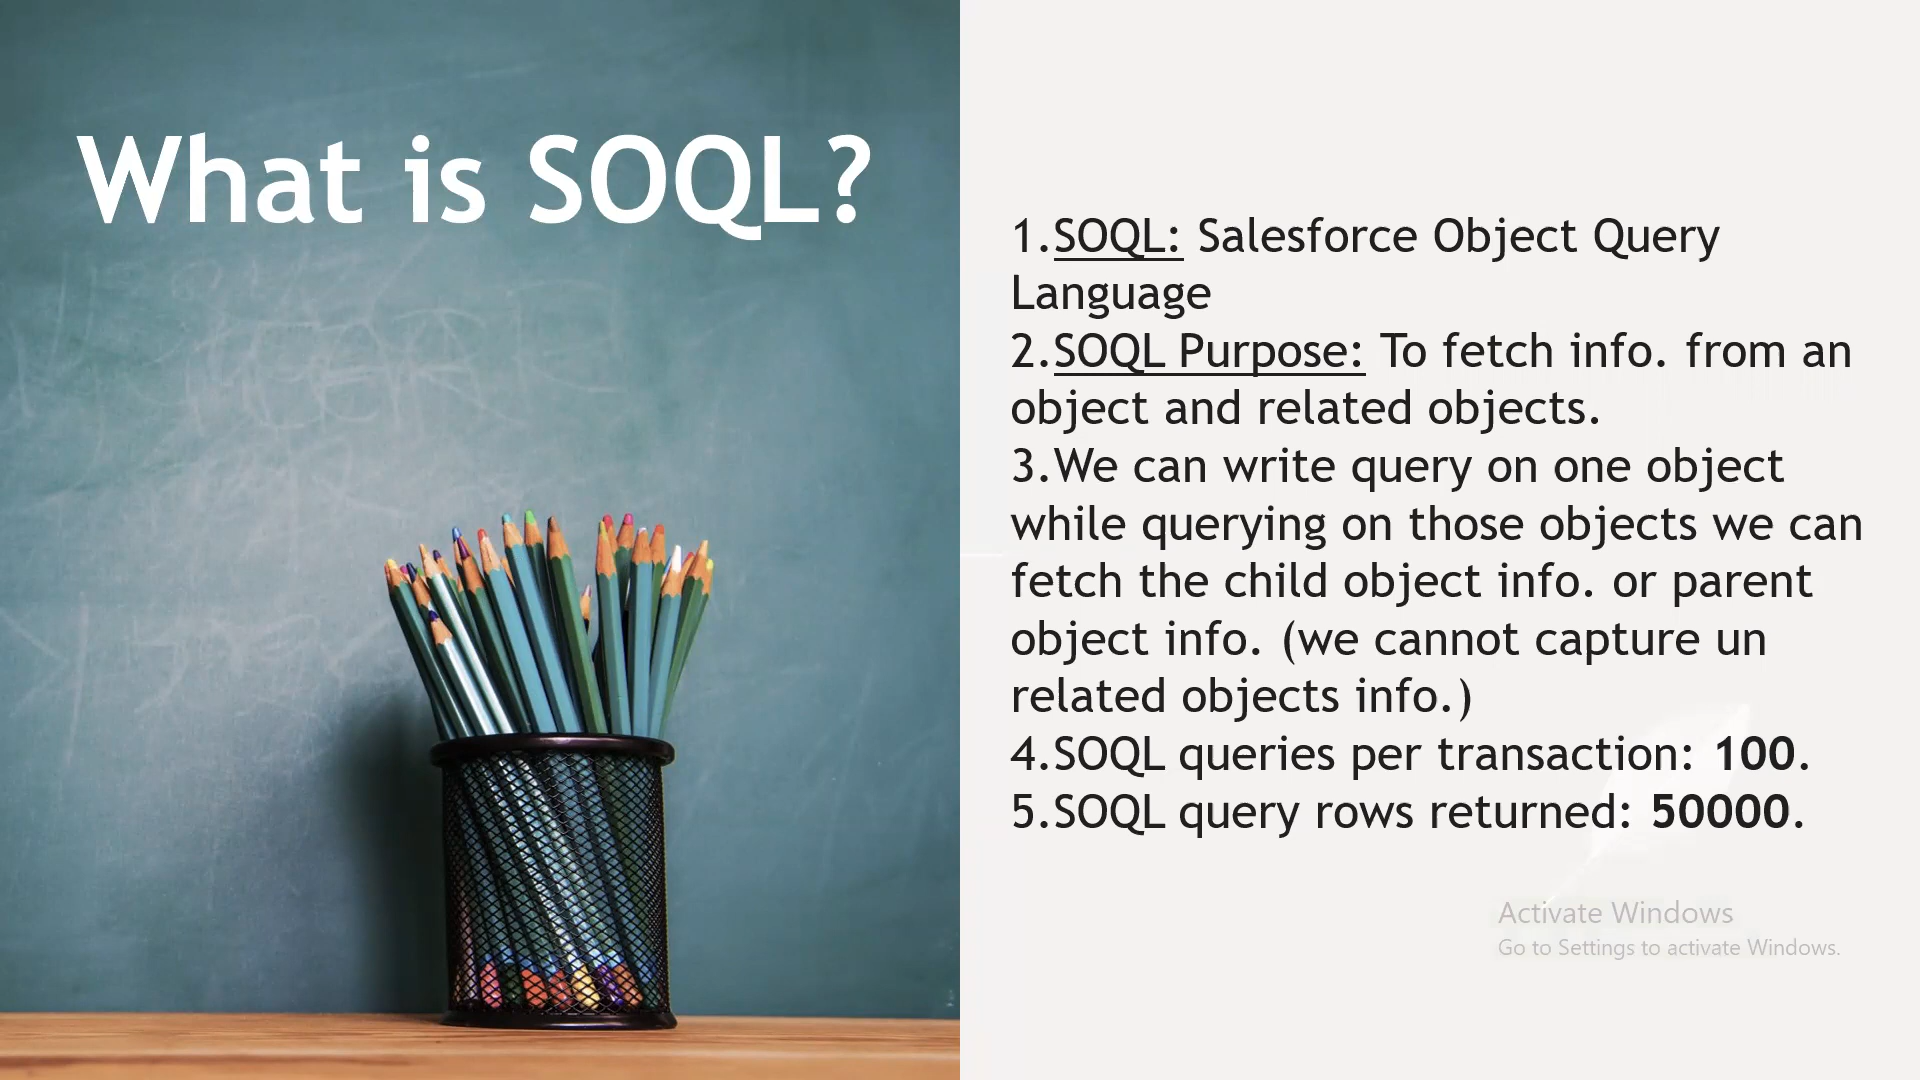 What is SOQL?
1.SOQL: Salesforce Object Query
Language
2.SOQL Purpose: To fetch info. from an
object and related objects.
3.We can write query on one object
while querying on those objects we can
fetch the child object info. or parent
object info. (we cannot capture un
related objects info.)
4.SOQL queries per transaction: 100.
5.SOQL query rows returned: 50000.
Activate Windows
Go to Settings to activate Windows.